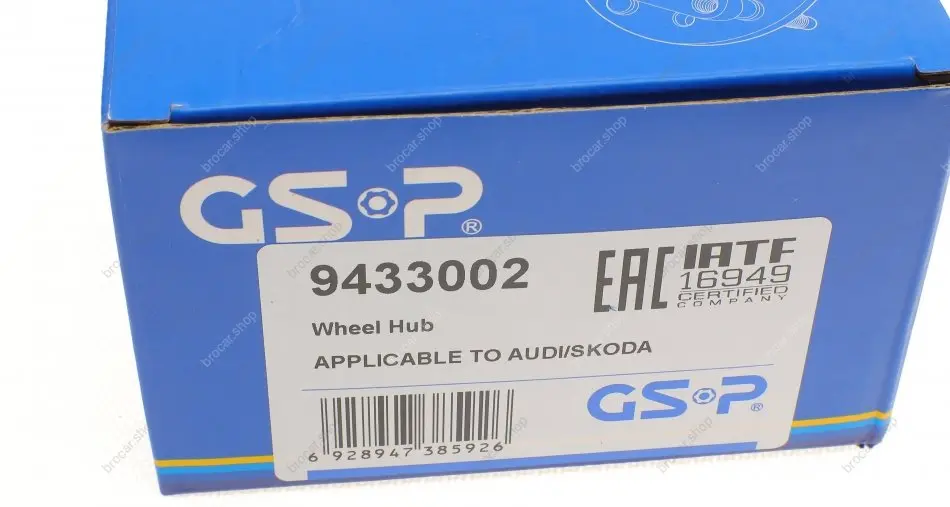 GSP®
9433002
EAC
IATF
16949
CERTIFIED
COMPANY
Wheel Hub
APPLICABLE TO AUDI/SKODA
6 928947 385926
GSP®
brocar.shop